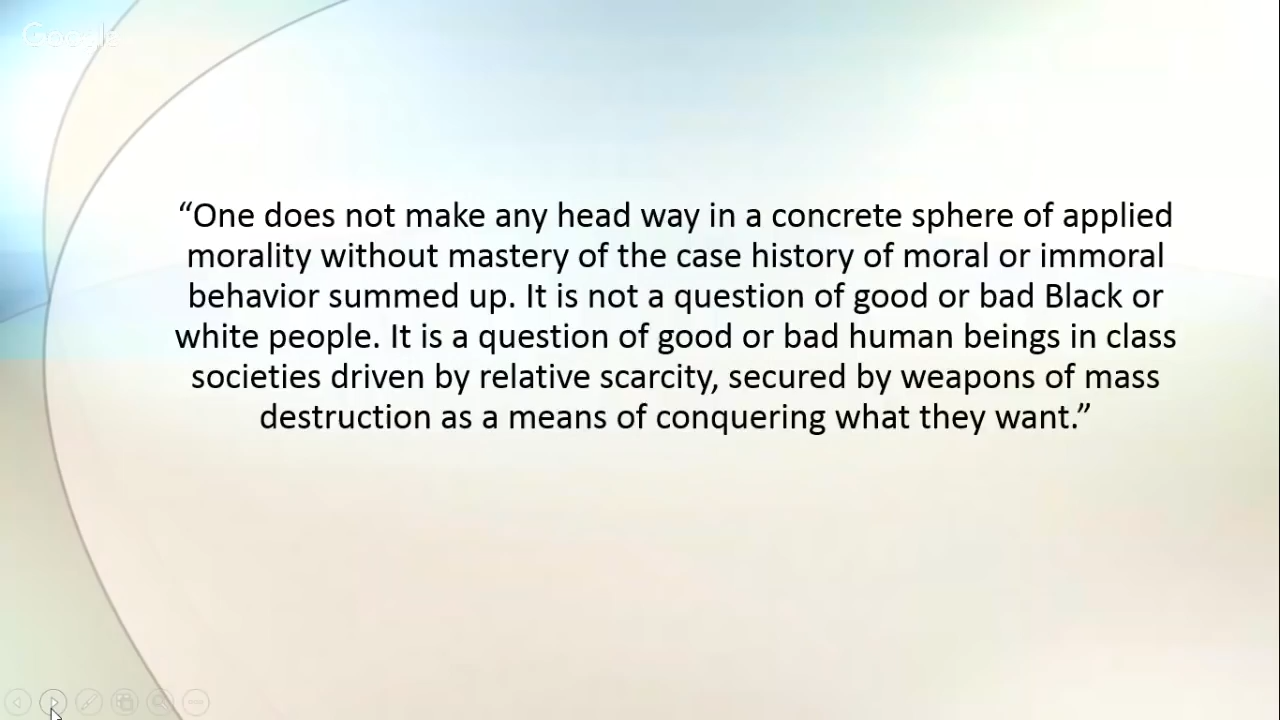 Google
“One does not make any head way in a concrete sphere of applied
morality without mastery of the case history of moral or immoral
behavior summed up. It is not a question of good or bad Black or
white people. It is a question of good or bad human beings in class
societies driven by relative scarcity, secured by weapons of mass
destruction as a means of conquering what they want.”